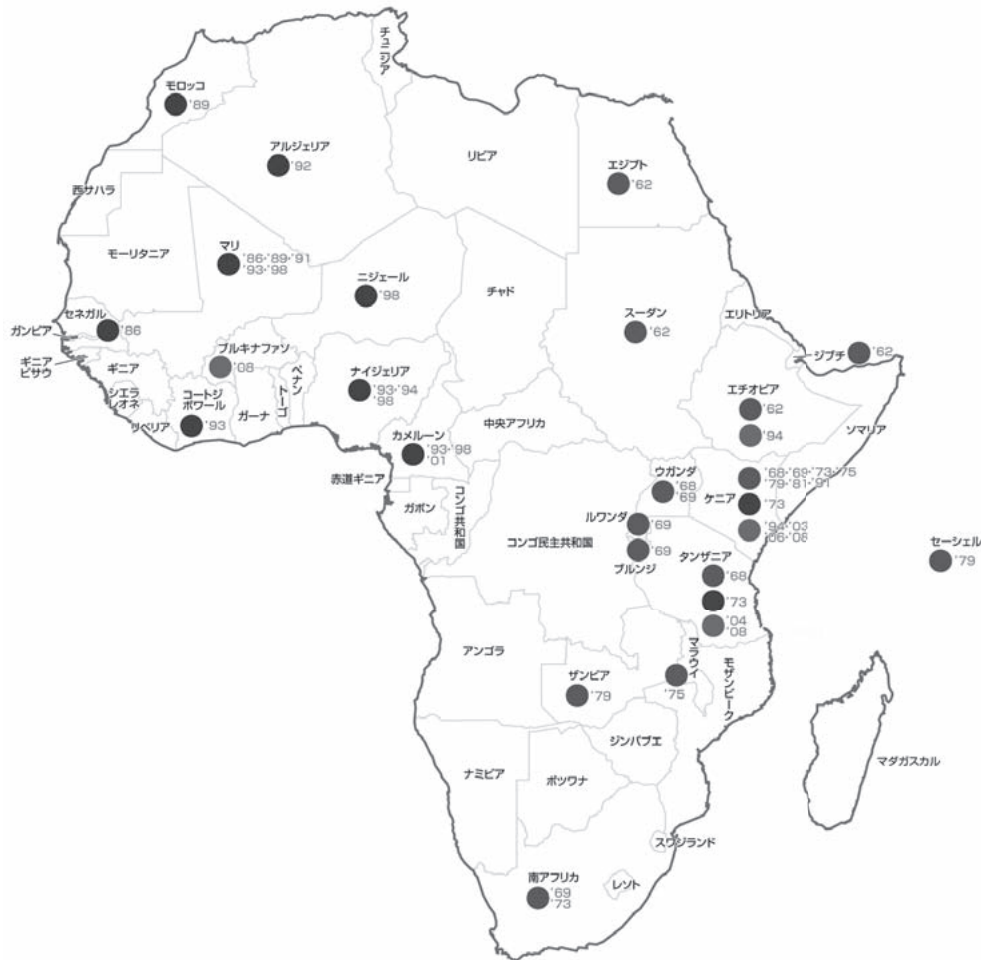 チュニジア
モロッコ
'89
アルジェリア
'92
リビア
エジプト
'62
西サハラ
モーリタニア
マリ
'86・'89・'91
'93・'98
ニジェール
'98
チャド
スーダン
'62
エリトリア
セネガル
'86
ガンビア
ギニア
ビサウ
ギニア
シエラ
レオネ
リベリア
ブルキナファソ
'08
コートジ
ボワール
'93
ガーナ
トーゴ
ベナン
ナイジェリア
'93・'94
'98
ジブチ
'62
エチオピア
'62
'94
ソマリア
カメルーン
'93・'98
'01
中央アフリカ
赤道ギニア
ガボン
コンゴ共和国
コンゴ民主共和国
ウガンダ
'68
'69
ケニア
'68・'69・'73・'75
'79・'81・'91
'73
'94・'03
'06・'08
ルワンダ
'69
'69
ブルンジ
タンザニア
'68
'73
'04
'08
セーシェル
'79
アンゴラ
ザンビア
'79
マラウイ
'75
モザンビーク
ジンバブエ
ナミビア
ボツワナ
マダガスカル
スワジランド
南アフリカ
'69
'73
レソト